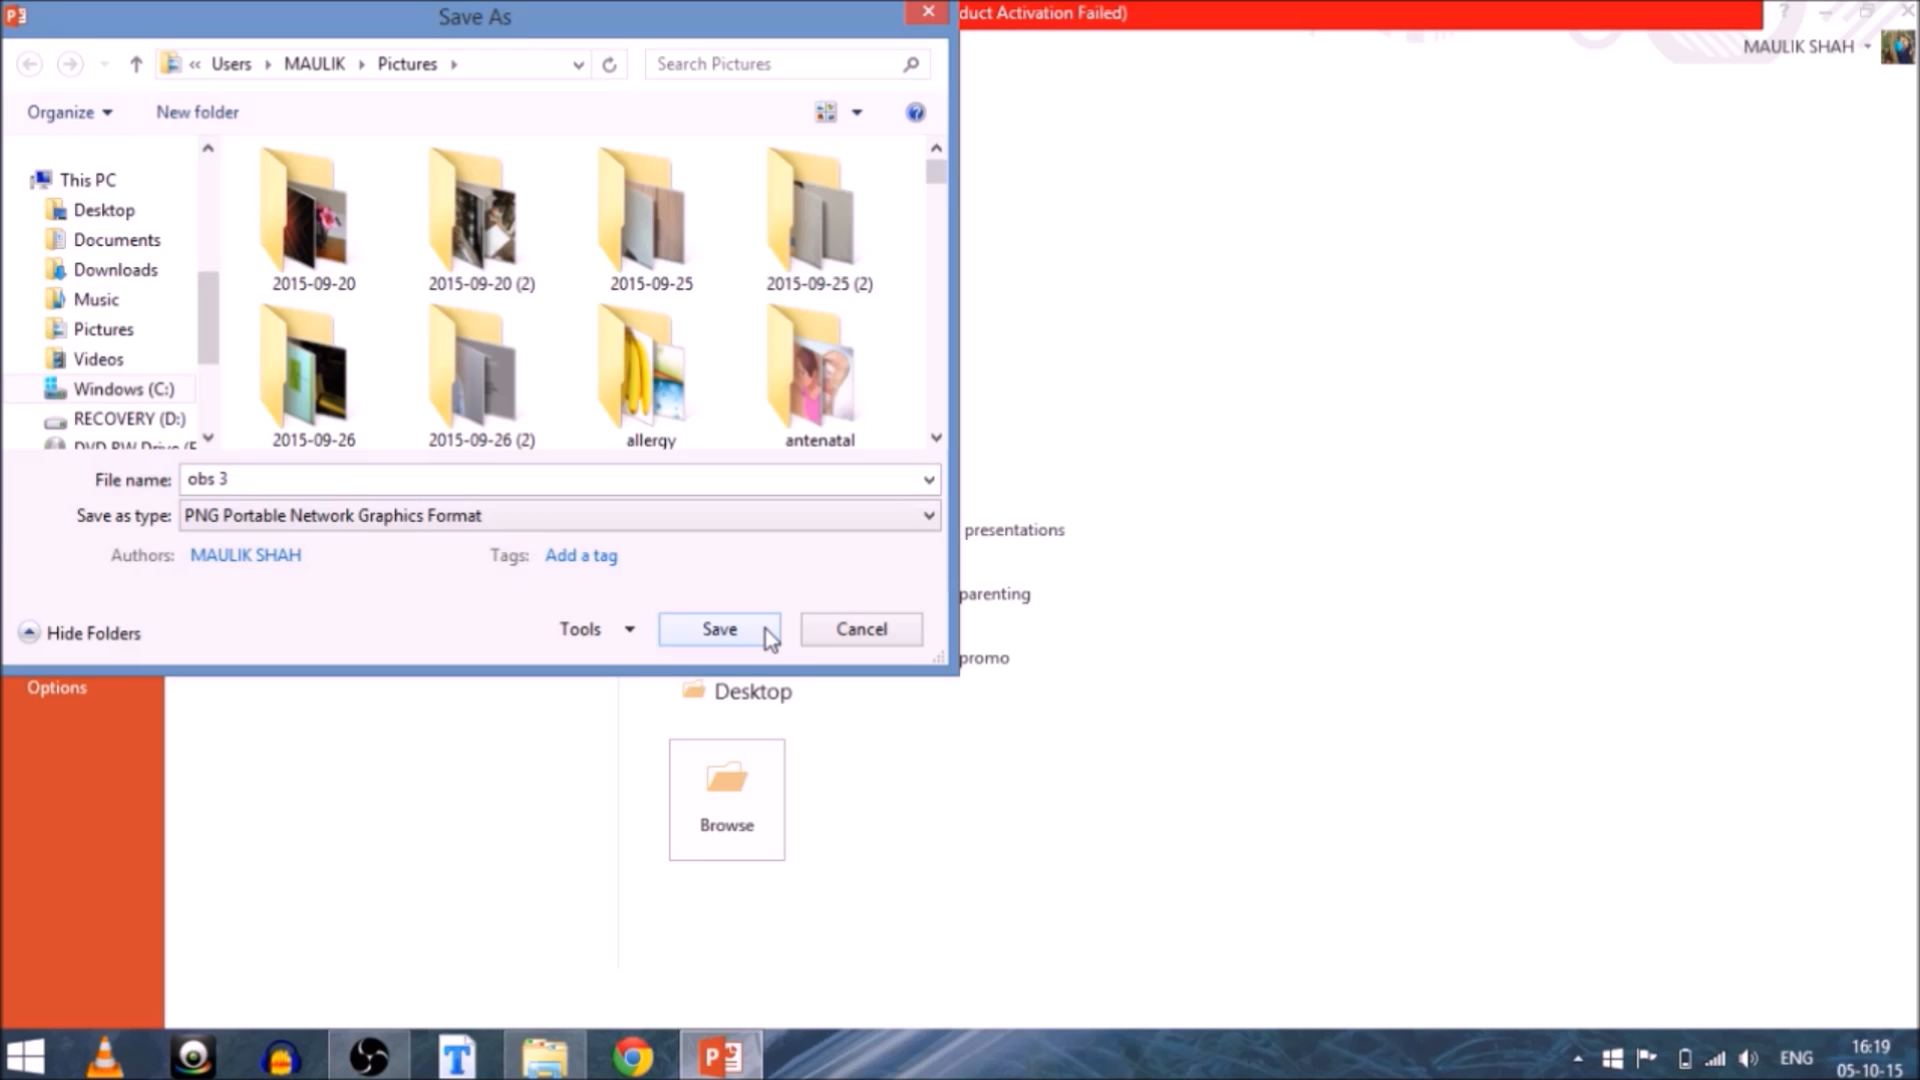 Save As
duct Activation Failed)
MAULIK SHAH
« Users MAULIK Pictures
Search Pictures
Organize
New folder
This PC
Desktop
Documents
Downloads
Music
Pictures
Videos
Windows (C:)
RECOVERY (D:)
DVD RW Drive (E
2015-09-20
2015-09-20 (2)
2015-09-25
2015-09-25 (2)
2015-09-26
2015-09-26 (2)
allergy
antenatal
File name: obs 3
Save as type: PNG Portable Network Graphics Format
Authors: MAULIK SHAH
Tags: Add a tag
Hide Folders
Tools
Save
Cancel
presentations
parenting
promo
Options
Desktop
Browse
ENG
16:19
05-10-15